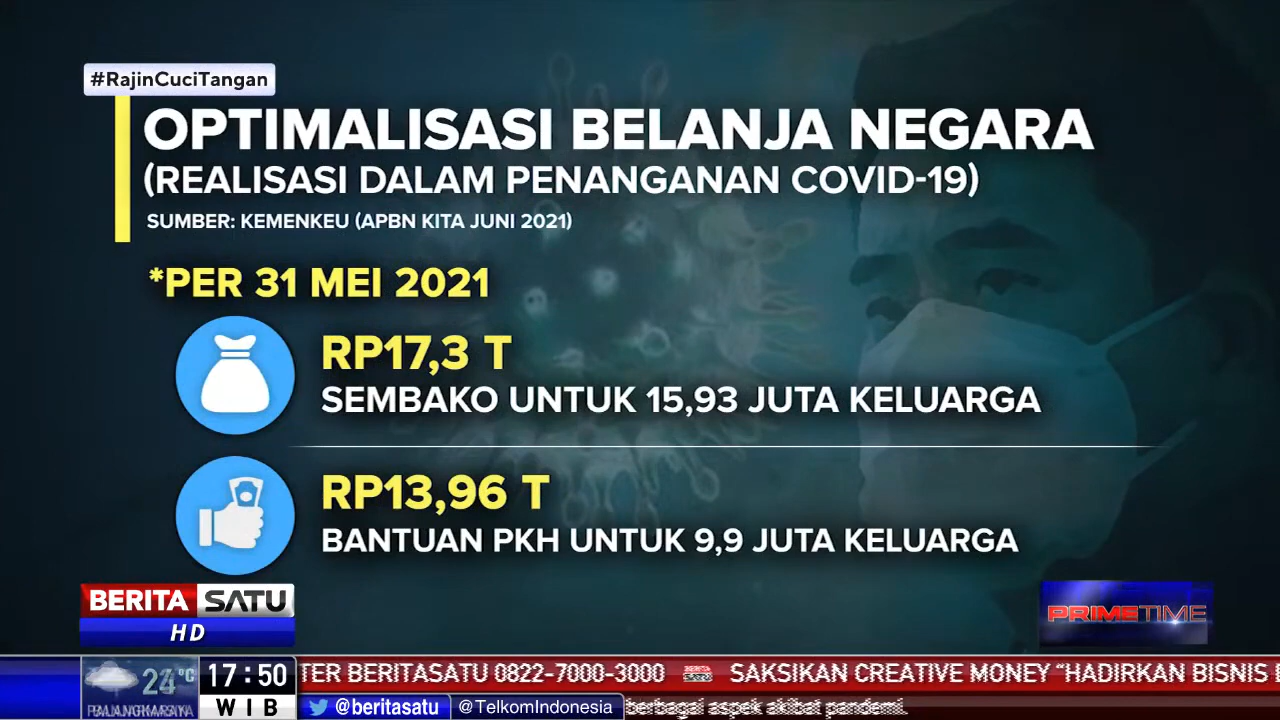 #RajinCuciTangan
OPTIMALISASI BELANJA NEGARA
(REALISASI DALAM PENANGANAN COVID-19)
SUMBER: KEMENKEU (APBN KITA JUNI 2021)
*PER 31 MEI 2021
RP17,3 T
SEMBAKO UNTUK 15,93 JUTA KELUARGA
RP13,96 T
BANTUAN PKH UNTUK 9,9 JUTA KELUARGA
BERITA SATU
HD
PRIMETIME
24°C
17:50
WIB
TER BERITASATU 0822-7000-3000 SAKSIKAN CREATIVE MONEY “HADIRKAN BISNIS
@beritasatu @TelkomIndonesia berbagai aspek akibat pandemi.